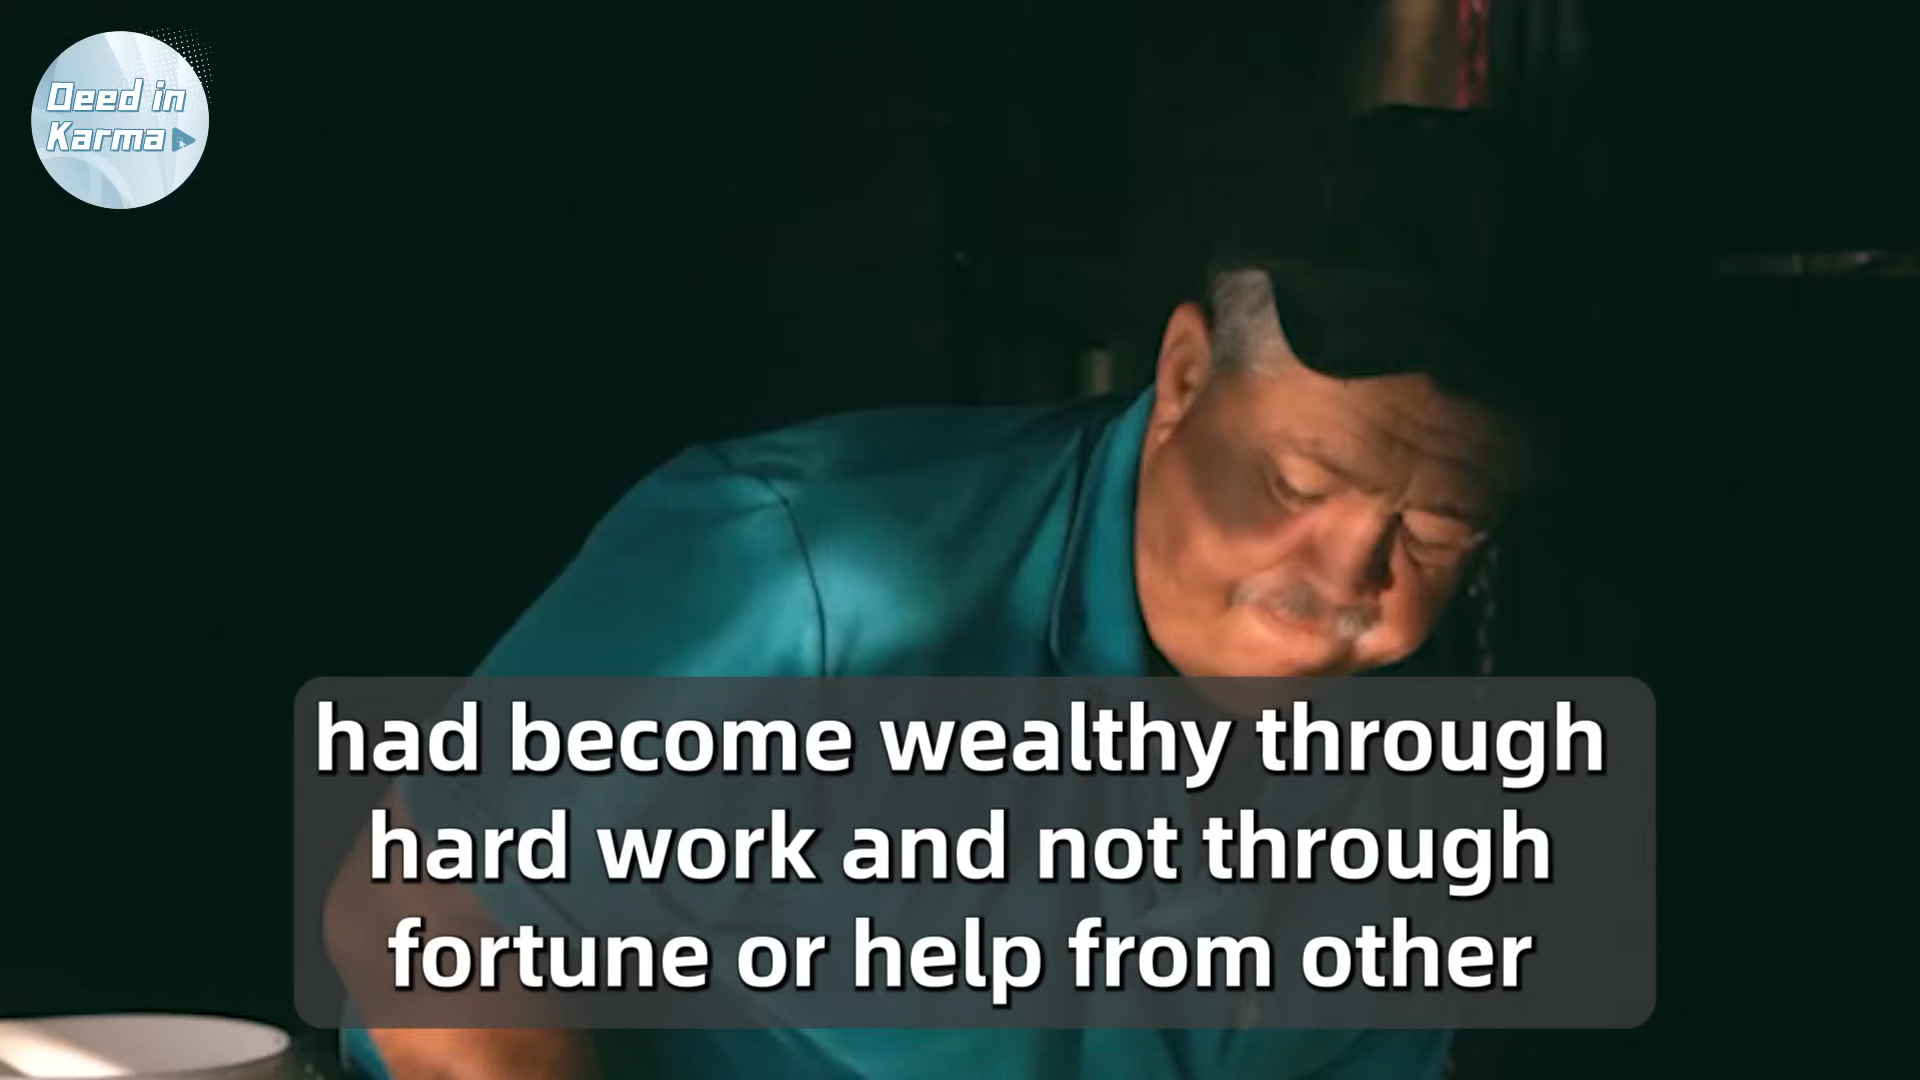 Deed in
Karma
had become wealthy through
hard work and not through
fortune or help from other